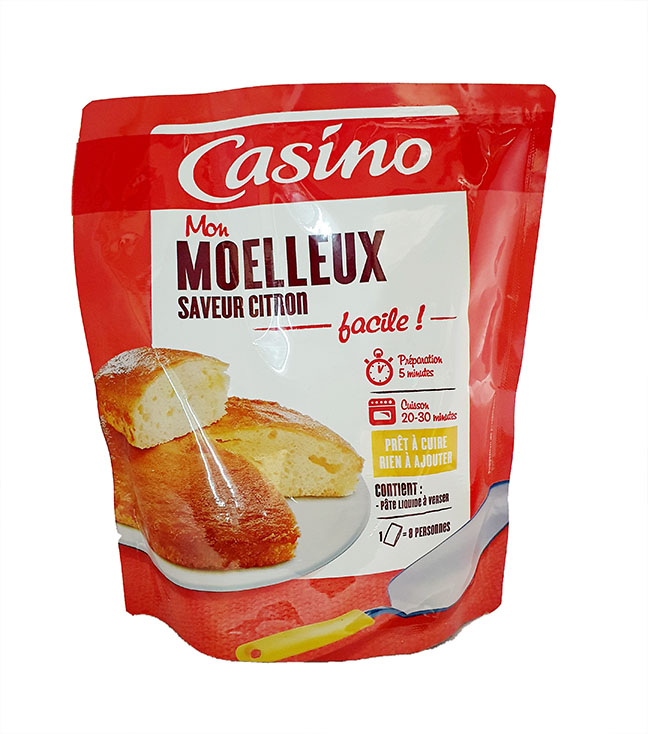 Casino
Mon
MOELLEUX
SAVEUR CITRON
facile !
Préparation
5 minutes
Cuisson
20-30 minutes
PRÊT À CUIRE
RIEN À AJOUTER
CONTIENT :
- PÂTE LIQUIDE À VERSER
1 = 8 PERSONNES